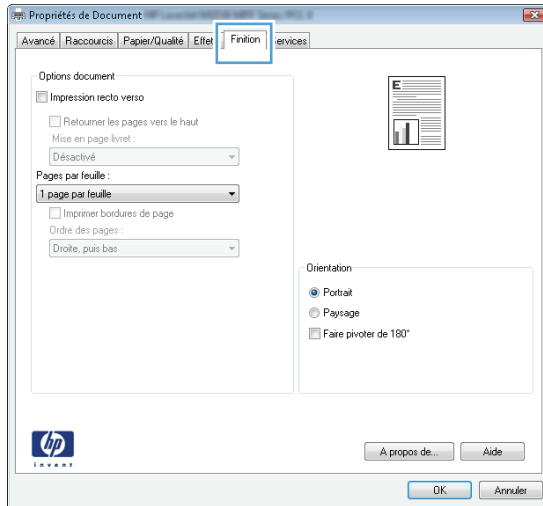 Propriétés de Document
Avancé Raccourcis Papier/Qualité Effet Finition ervices
Options document
Impression recto verso
Retourner les pages vers le haut
Mise en page livret :
Désactivé
Pages par feuille :
1 page par feuille
Imprimer bordures de page
Ordre des pages :
Droite, puis bas
E
Orientation
Portrait
Paysage
Faire pivoter de 180°
hp
invent
A propos de... Aide
OK Annuler